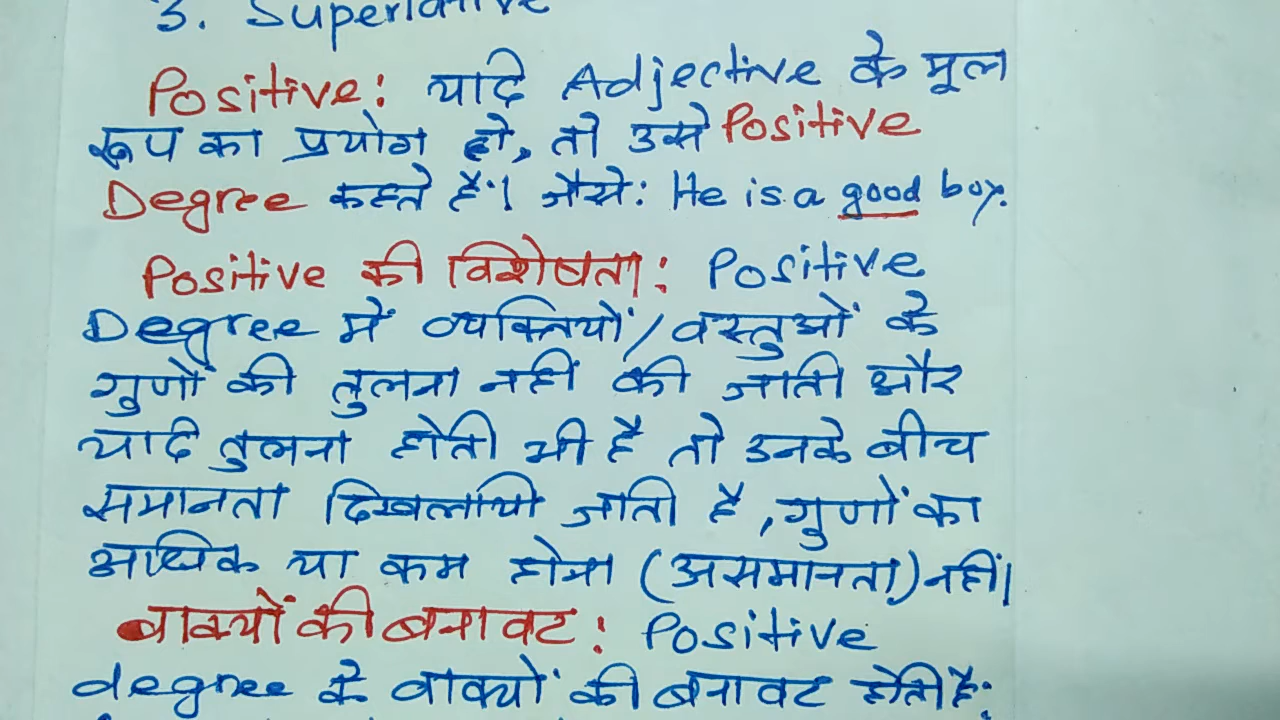 3. Superlative
Positive: यदि Adjective के मूल
रूप का प्रयोग हो, तो उसे Positive
Degree कहते हैं। जैसे: He is a good boy.
Positive की विशेषता: Positive
Degree में व्यक्तियों/वस्तुओं के
गुणों की तुलना नहीं की जाती और
यदि तुलना होती भी है तो उनके बीच
समानता दिखलायी जाती है, गुणों का
अधिक या कम होना (असमानता) नहीं।
वाक्यों की बनावट: Positive
degree के वाक्यों की बनावट होती है: